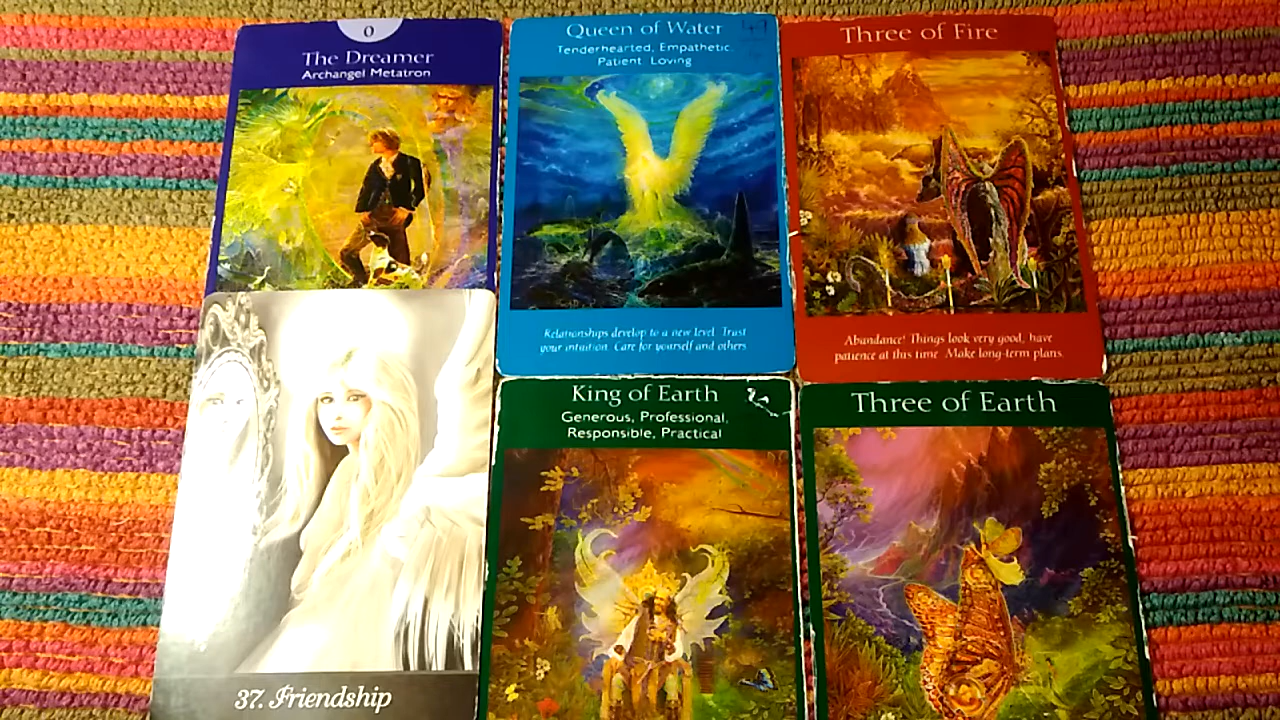 0
The Dreamer
Archangel Metatron
Queen of Water
Tenderhearted, Empathetic,
Patient, Loving
Relationships develop to a new level. Trust
your intuition. Care for yourself and others.
Three of Fire
Abundance! Things look very good, have
patience at this time. Make long-term plans.
37. Friendship
King of Earth
Generous, Professional,
Responsible, Practical
Three of Earth